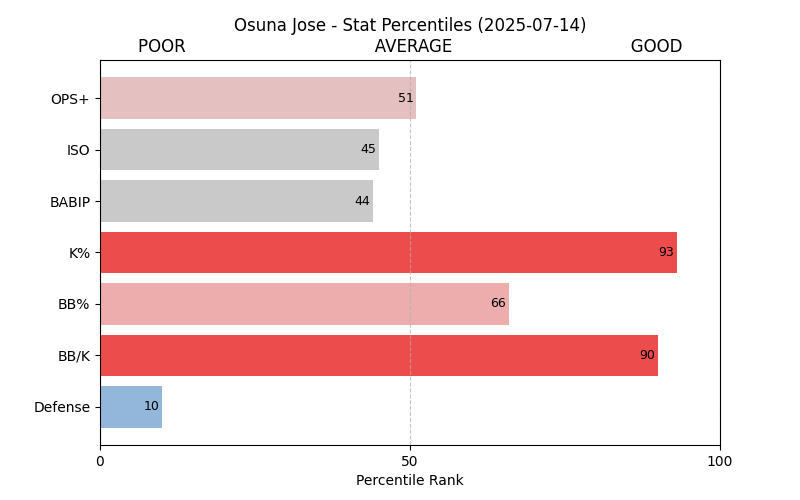 Osuna Jose - Stat Percentiles (2025-07-14)
POOR AVERAGE GOOD
OPS+ 51
ISO 45
BABIP 44
K% 93
BB% 66
BB/K 90
Defense 10
0 50 100
Percentile Rank